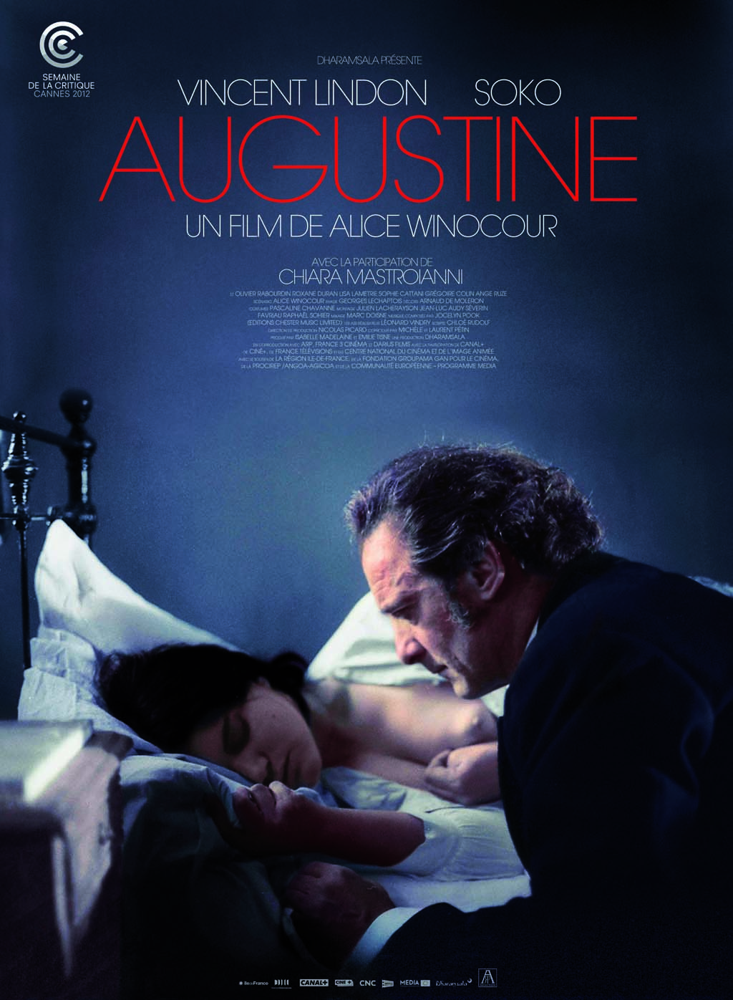 SEMAINE
DE LA CRITIQUE
CANNES 2012
DHARAMSALA PRÉSENTE
VINCENT LINDON SOKO
AUGUSTINE
UN FILM DE ALICE WINOCOUR
AVEC LA PARTICIPATION DE
CHIARA MASTROIANNI
ET OLIVIER RABOURDIN ROXANE DURAN LISA LAMETRIE SOPHIE CATTANI GRÉGOIRE COLIN ANGE RUZE
SCÉNARIO ALICE WINOCOUR IMAGE GEORGES LECHAPTOIS DÉCORS ARNAUD DE MOLERON
COSTUMES PASCALINE CHAVANNE MONTAGE JULIEN LACHERAY SON JEAN-LUC AUDY SÉVERIN
FAVRIAU RAPHAËL SOHIER MIXAGE MARC DOISNE MUSIQUE COMPOSÉE PAR JOCELYN POOK
(EDITIONS CHESTER MUSIC LIMITED) 1ER ASS RÉALISATEUR LÉONARD VINDRY SCRIPTE CHLOÉ RUDOLF
DIRECTION DE PRODUCTION NICOLAS PICARD COPRODUIT PAR MICHÈLE ET LAURENT PÉTIN
PRODUIT PAR ISABELLE MADELAINE ET EMILIE TISNE UNE PRODUCTION DHARAMSALA
EN COPRODUCTION AVEC ARP, FRANCE 3 CINÉMA ET DARIUS FILMS AVEC LA PARTICIPATION DE CANAL+
DE CINÉ+, DE FRANCE TÉLÉVISIONS ET DU CENTRE NATIONAL DU CINÉMA ET DE L'IMAGE ANIMÉE
AVEC LE SOUTIEN DE LA RÉGION ILE-DE-FRANCE, DE LA FONDATION GROUPAMA GAN POUR LE CINÉMA,
DE LA PROCIREP /ANGOA-AGICOA ET DE LA COMMUNAUTÉ EUROPÉENNE – PROGRAMME MEDIA
îledeFrance CANAL+ CINE+ CNC MEDIA Dharamsala